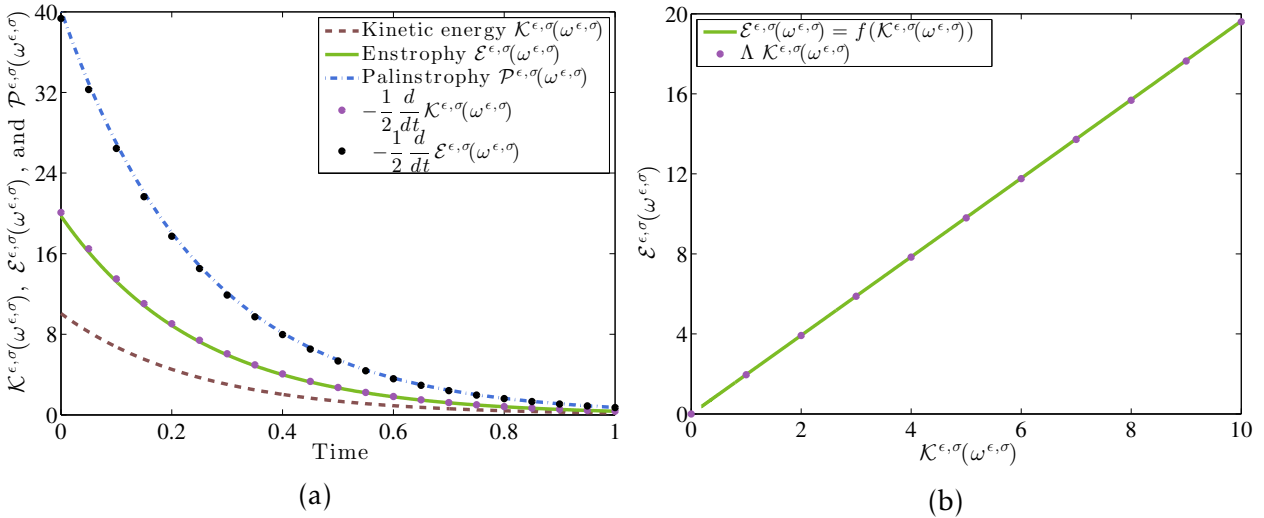 40
32
24
16
8
0
𝒦^{ϵ,σ}(ω^{ϵ,σ}), ℰ^{ϵ,σ}(ω^{ϵ,σ}) , and 𝒫^{ϵ,σ}(ω^{ϵ,σ})
Kinetic energy 𝒦^{ϵ,σ}(ω^{ϵ,σ})
Enstrophy ℰ^{ϵ,σ}(ω^{ϵ,σ})
Palinstrophy 𝒫^{ϵ,σ}(ω^{ϵ,σ})
−1/2 d/dt 𝒦^{ϵ,σ}(ω^{ϵ,σ})
−1/2 d/dt ℰ^{ϵ,σ}(ω^{ϵ,σ})
0 0.2 0.4 0.6 0.8 1
Time
(a)
20
16
12
8
4
0
ℰ^{ϵ,σ}(ω^{ϵ,σ})
ℰ^{ϵ,σ}(ω^{ϵ,σ}) = f(𝒦^{ϵ,σ}(ω^{ϵ,σ}))
Λ 𝒦^{ϵ,σ}(ω^{ϵ,σ})
0 2 4 6 8 10
𝒦^{ϵ,σ}(ω^{ϵ,σ})
(b)